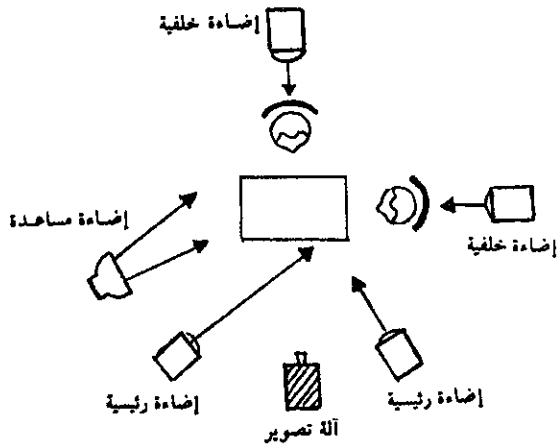 إضاءة خلفية
إضاءة مساعدة
إضاءة خلفية
إضاءة رئيسية
إضاءة رئيسية
آلة تصوير